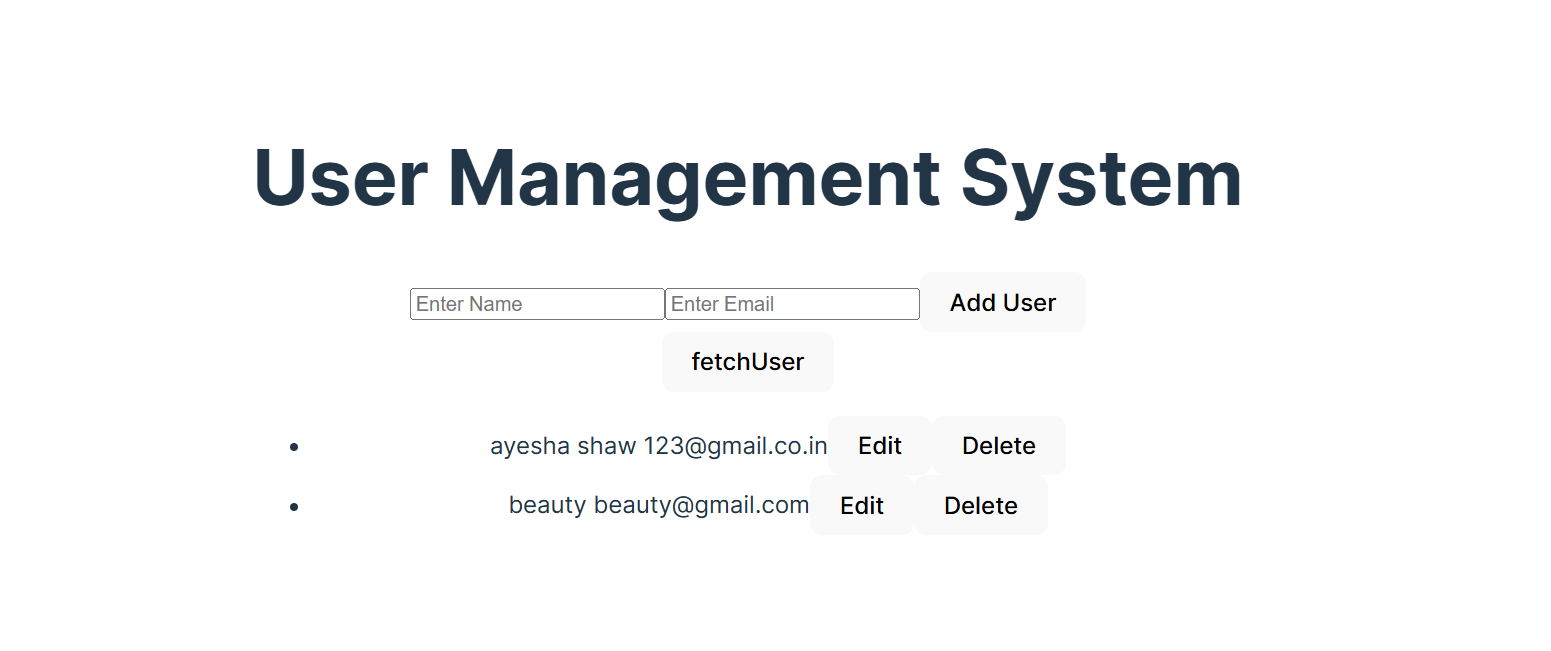 User Management System
Enter Name Enter Email Add User
fetchUser
ayesha shaw 123@gmail.co.in Edit Delete
beauty beauty@gmail.com Edit Delete